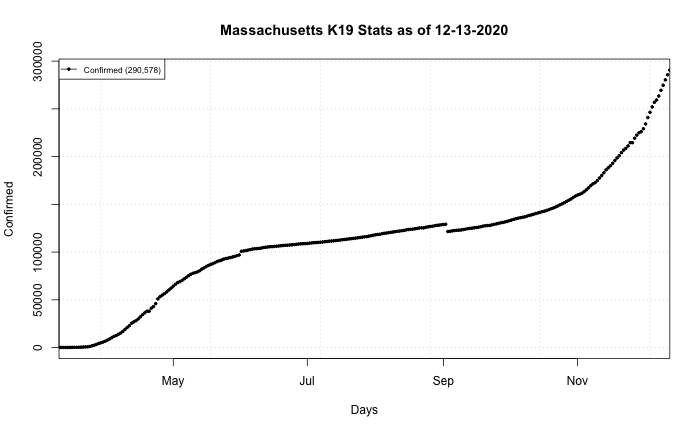 Massachusetts K19 Stats as of 12-13-2020
Confirmed (290,578)
300000
200000
100000
50000
0
Confirmed
May Jul Sep Nov
Days